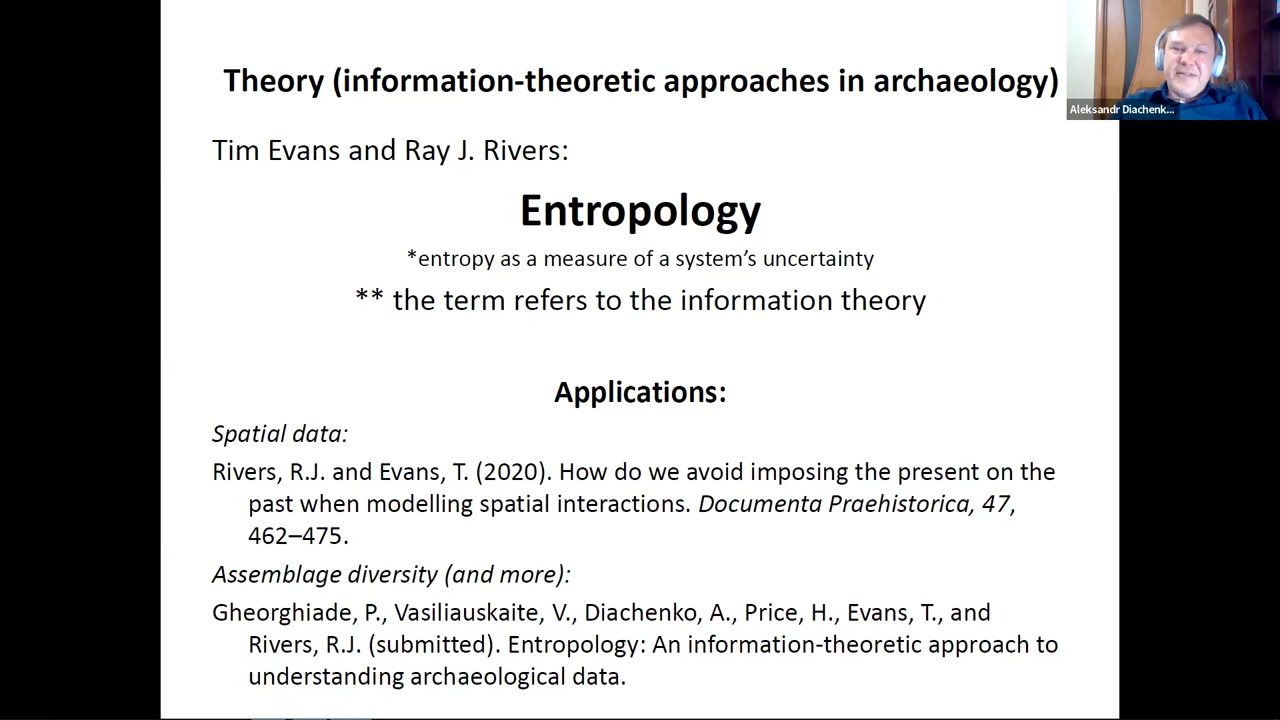 Theory (information-theoretic approaches in archaeology)
Aleksandr Diachenk...
Tim Evans and Ray J. Rivers:
Entropology
*entropy as a measure of a system’s uncertainty
** the term refers to the information theory
Applications:
Spatial data:
Rivers, R.J. and Evans, T. (2020). How do we avoid imposing the present on the
past when modelling spatial interactions. Documenta Praehistorica, 47,
462–475.
Assemblage diversity (and more):
Gheorghiade, P., Vasiliauskaite, V., Diachenko, A., Price, H., Evans, T., and
Rivers, R.J. (submitted). Entropology: An information-theoretic approach to
understanding archaeological data.